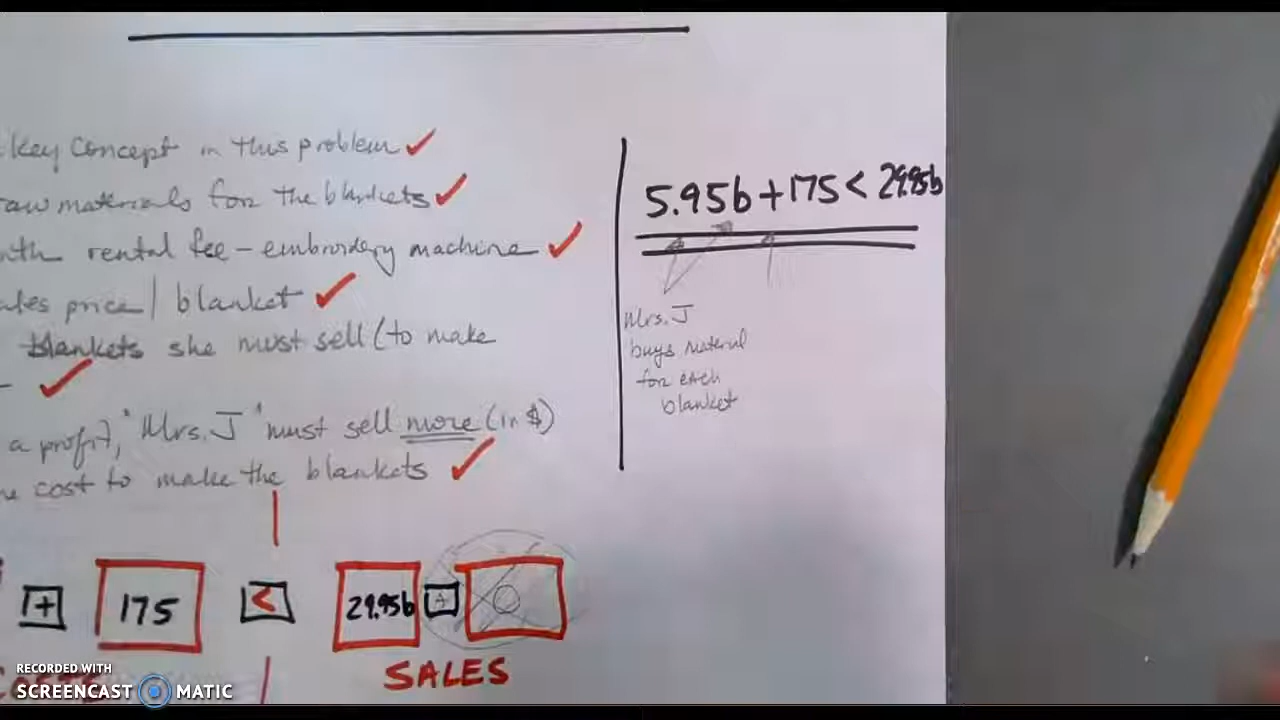 key concept in this problem
raw materials for the blankets
rental fee - embroidery machine
sales price / blanket
blankets she must sell (to make
a profit, "Mrs. J" must sell more (in $)
cost to make the blankets
+ 175 < 29.95b + 0
SALES
5.95b + 175 < 29.95b
Mrs. J
buys material
for each
blanket
RECORDED WITH
SCREENCAST MATIC